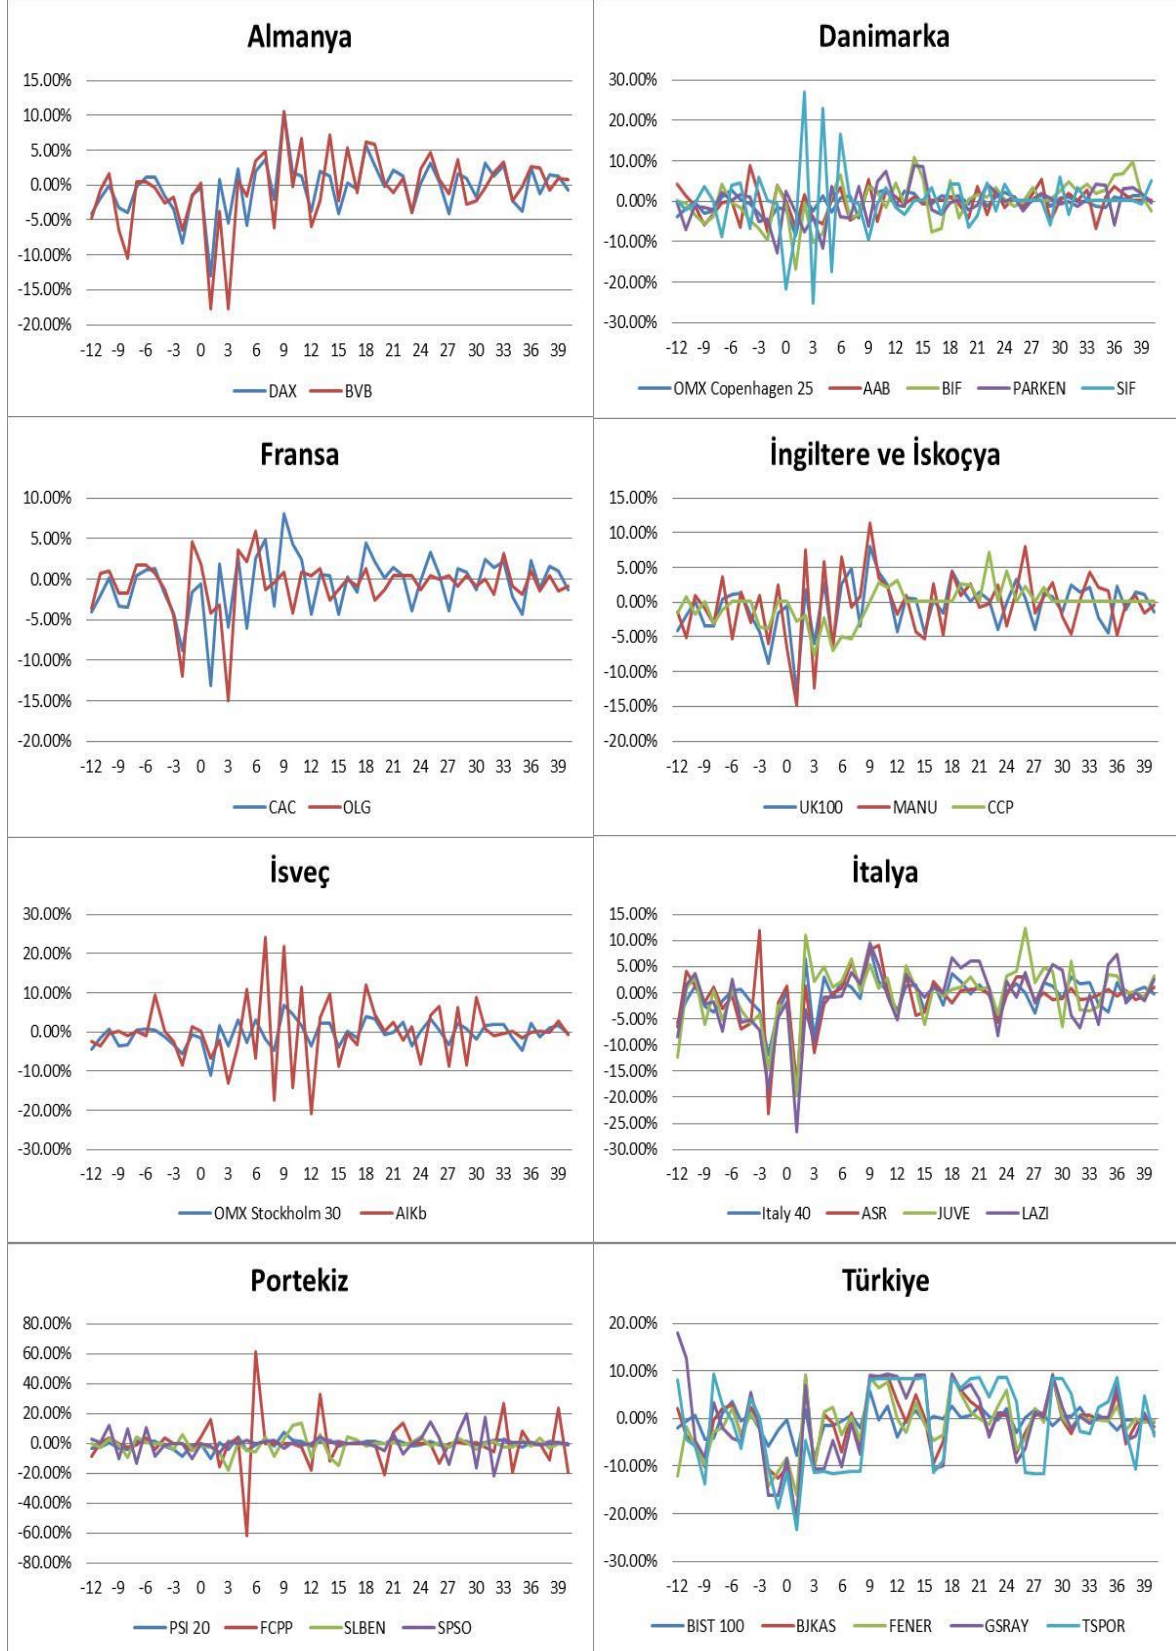 Almanya
15.00%
10.00%
5.00%
0.00%
-5.00%
-10.00%
-15.00%
-20.00%
-12 -9 -6 -3 0 3 6 9 12 15 18 21 24 27 30 33 36 39
DAX BVB
Danimarka
30.00%
20.00%
10.00%
0.00%
-10.00%
-20.00%
-30.00%
-12 -9 -6 -3 0 3 6 9 12 15 18 21 24 27 30 33 36 39
OMX Copenhagen 25 AAB BIF PARKEN SIF
Fransa
10.00%
5.00%
0.00%
-5.00%
-10.00%
-15.00%
-20.00%
-12 -9 -6 -3 0 3 6 9 12 15 18 21 24 27 30 33 36 39
CAC OLG
İngiltere ve İskoçya
15.00%
10.00%
5.00%
0.00%
-5.00%
-10.00%
-15.00%
-20.00%
-12 -9 -6 -3 0 3 6 9 12 15 18 21 24 27 30 33 36 39
UK100 MANU CCP
İsveç
30.00%
20.00%
10.00%
0.00%
-10.00%
-20.00%
-30.00%
-12 -9 -6 -3 0 3 6 9 12 15 18 21 24 27 30 33 36 39
OMX Stockholm 30 AIKb
İtalya
15.00%
10.00%
5.00%
0.00%
-5.00%
-10.00%
-15.00%
-20.00%
-25.00%
-30.00%
-12 -9 -6 -3 0 3 6 9 12 15 18 21 24 27 30 33 36 39
Italy 40 ASR JUVE LAZI
Portekiz
80.00%
60.00%
40.00%
20.00%
0.00%
-20.00%
-40.00%
-60.00%
-80.00%
-12 -9 -6 -3 0 3 6 9 12 15 18 21 24 27 30 33 36 39
PSI 20 FCPP SLBEN SPSO
Türkiye
20.00%
10.00%
0.00%
-10.00%
-20.00%
-30.00%
-12 -9 -6 -3 0 3 6 9 12 15 18 21 24 27 30 33 36 39
BIST 100 BJKAS FENER GSRAY TSPOR